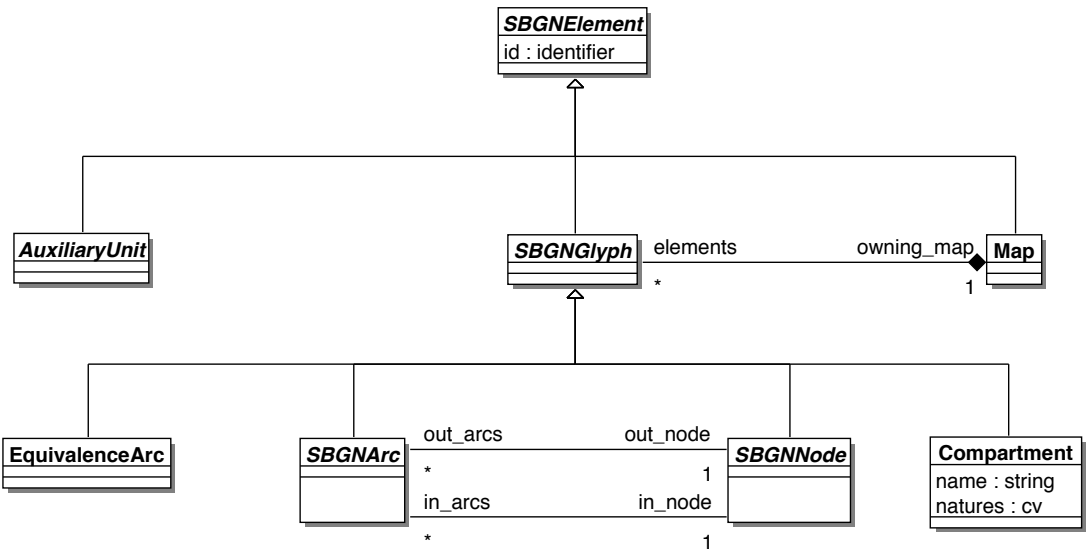 SBGNElement
id : identifier
AuxiliaryUnit
SBGNGlyph
elements
owning_map
Map
*
1
EquivalenceArc
SBGNArc
out_arcs
out_node
SBGNNode
Compartment
*
1
name : string
in_arcs
in_node
natures : cv
*
1